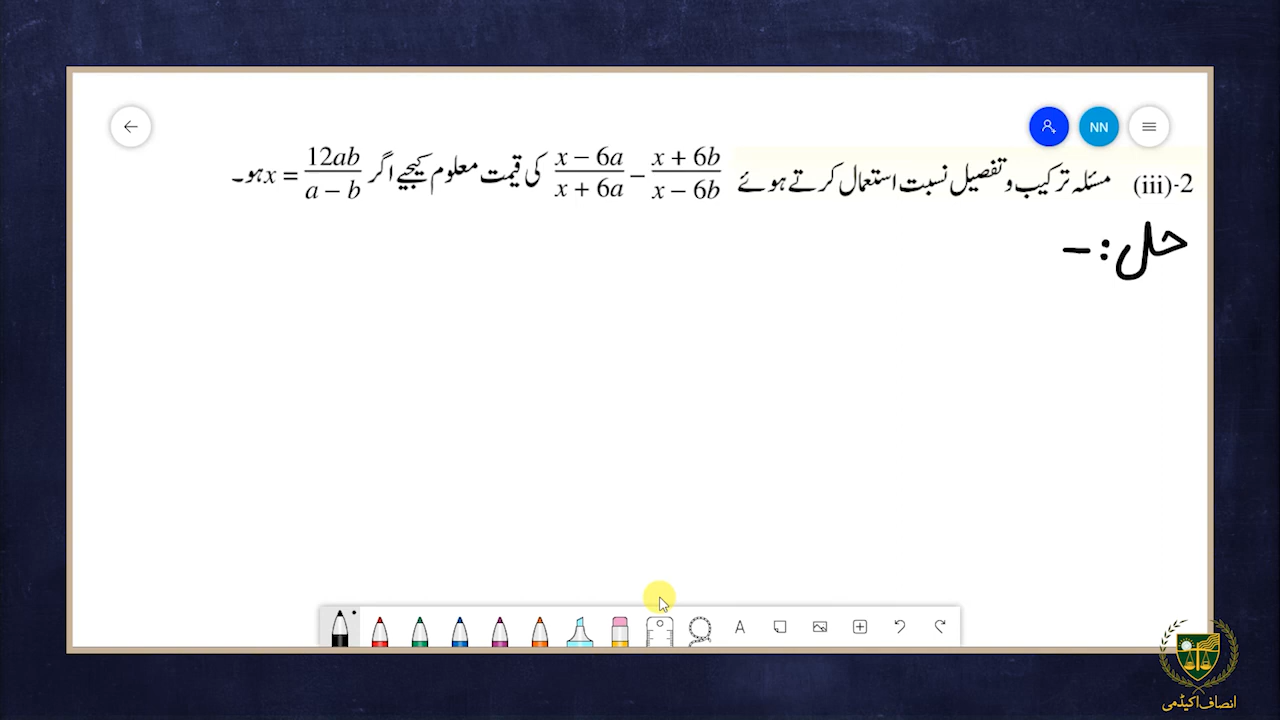 NN
2-(iii) مسئلہ ترکیب و تفصیل نسبت استعمال کرتے ہوئے (x − 6a)/(x + 6a) − (x + 6b)/(x − 6b) کی قیمت معلوم کیجیے اگر x = 12ab/(a − b) ہو۔
حل: −
A
انصاف اکیڈمی